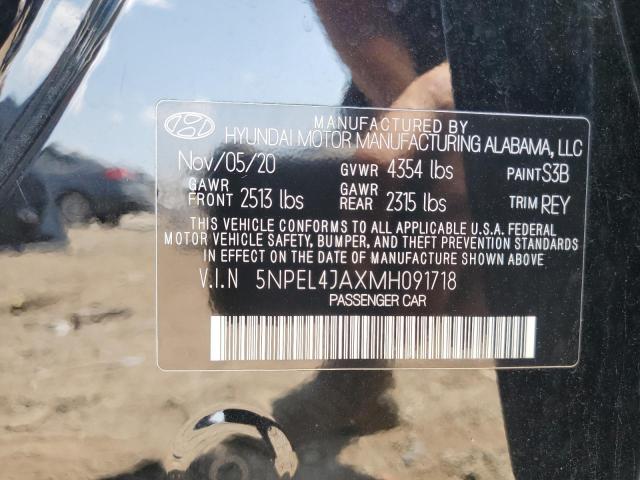 MANUFACTURED BY
HYUNDAI MOTOR MANUFACTURING ALABAMA, LLC
Nov/05/20 GVWR 4354 lbs PAINT S3B
GAWR FRONT 2513 lbs GAWR REAR 2315 lbs TRIM REY
THIS VEHICLE CONFORMS TO ALL APPLICABLE U.S.A. FEDERAL
MOTOR VEHICLE SAFETY, BUMPER, AND THEFT PREVENTION STANDARDS
IN EFFECT ON THE DATE OF MANUFACTURE SHOWN ABOVE.
V.I.N 5NPEL4JAXMH091718
PASSENGER CAR